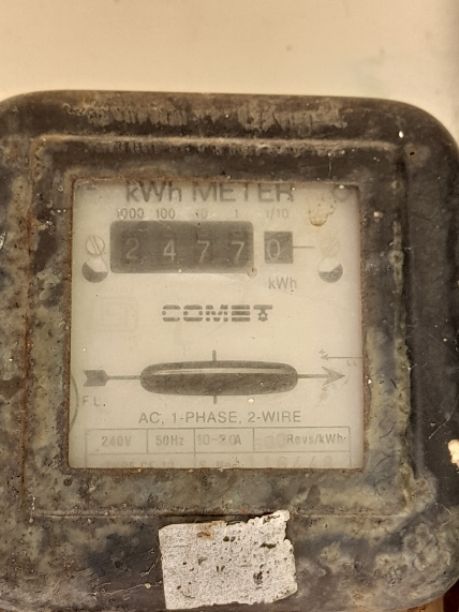 kWh METER
1000 100 10 1 1/10
2 4 7 7 0
kWh
COMET
F.L.
AC, 1-PHASE, 2-WIRE
240V 50Hz Revs/kWh